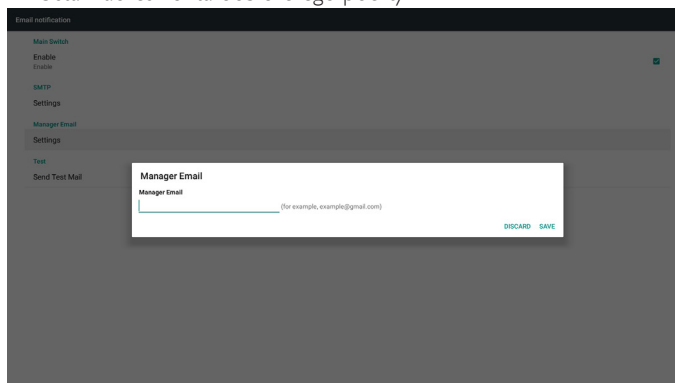 Email notification
Main Switch
Enable
Enable
SMTP
Settings
Manager Email
Settings
Test
Send Test Mail
Manager Email
Manager Email
(for example, example@gmail.com)
DISCARD SAVE